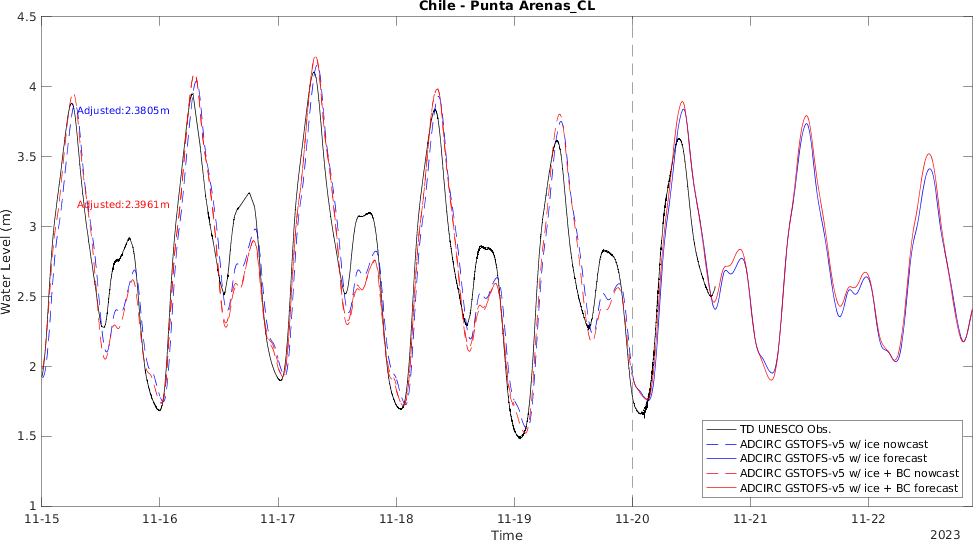 Chile - Punta Arenas_CL
4.5
4
3.5
3
2.5
2
1.5
1
Water Level (m)
Adjusted:2.3805m
Adjusted:2.3961m
TD UNESCO Obs.
ADCIRC GSTOFS-v5 w/ ice nowcast
ADCIRC GSTOFS-v5 w/ ice forecast
ADCIRC GSTOFS-v5 w/ ice + BC nowcast
ADCIRC GSTOFS-v5 w/ ice + BC forecast
11-15 11-16 11-17 11-18 11-19 11-20 11-21 11-22
Time
2023